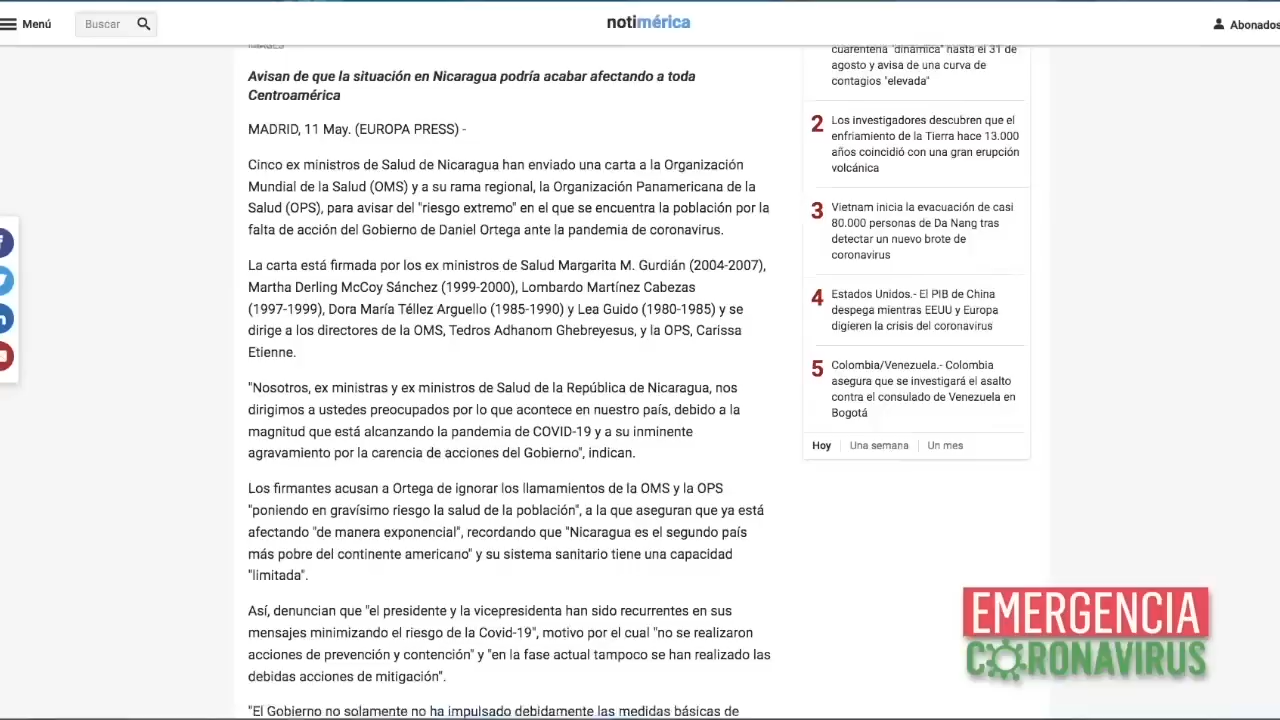 Menú
Buscar
notimérica
Abonados
IMAGES
Avisan de que la situación en Nicaragua podría acabar afectando a toda
Centroamérica
MADRID, 11 May. (EUROPA PRESS) -
Cinco ex ministros de Salud de Nicaragua han enviado una carta a la Organización
Mundial de la Salud (OMS) y a su rama regional, la Organización Panamericana de la
Salud (OPS), para avisar del "riesgo extremo" en el que se encuentra la población por la
falta de acción del Gobierno de Daniel Ortega ante la pandemia de coronavirus.
La carta está firmada por los ex ministros de Salud Margarita M. Gurdián (2004-2007),
Martha Derling McCoy Sánchez (1999-2000), Lombardo Martínez Cabezas
(1997-1999), Dora María Téllez Arguello (1985-1990) y Lea Guido (1980-1985) y se
dirige a los directores de la OMS, Tedros Adhanom Ghebreyesus, y la OPS, Carissa
Etienne.
"Nosotros, ex ministras y ex ministros de Salud de la República de Nicaragua, nos
dirigimos a ustedes preocupados por lo que acontece en nuestro país, debido a la
magnitud que está alcanzando la pandemia de COVID-19 y a su inminente
agravamiento por la carencia de acciones del Gobierno", indican.
Los firmantes acusan a Ortega de ignorar los llamamientos de la OMS y la OPS
"poniendo en gravísimo riesgo la salud de la población", a la que aseguran que ya está
afectando "de manera exponencial", recordando que "Nicaragua es el segundo país
más pobre del continente americano" y su sistema sanitario tiene una capacidad
"limitada".
Así, denuncian que "el presidente y la vicepresidenta han sido recurrentes en sus
mensajes minimizando el riesgo de la Covid-19", motivo por el cual "no se realizaron
acciones de prevención y contención" y "en la fase actual tampoco se han realizado las
debidas acciones de mitigación".
"El Gobierno no solamente no ha impulsado debidamente las medidas básicas de
cuarentena "dinámica" hasta el 31 de
agosto y avisa de una curva de
contagios "elevada"
2 Los investigadores descubren que el
enfriamiento de la Tierra hace 13.000
años coincidió con una gran erupción
volcánica
3 Vietnam inicia la evacuación de casi
80.000 personas de Da Nang tras
detectar un nuevo brote de
coronavirus
4 Estados Unidos.- El PIB de China
despega mientras EEUU y Europa
digieren la crisis del coronavirus
5 Colombia/Venezuela.- Colombia
asegura que se investigará el asalto
contra el consulado de Venezuela en
Bogotá
Hoy Una semana Un mes
EMERGENCIA
CORONAVIRUS